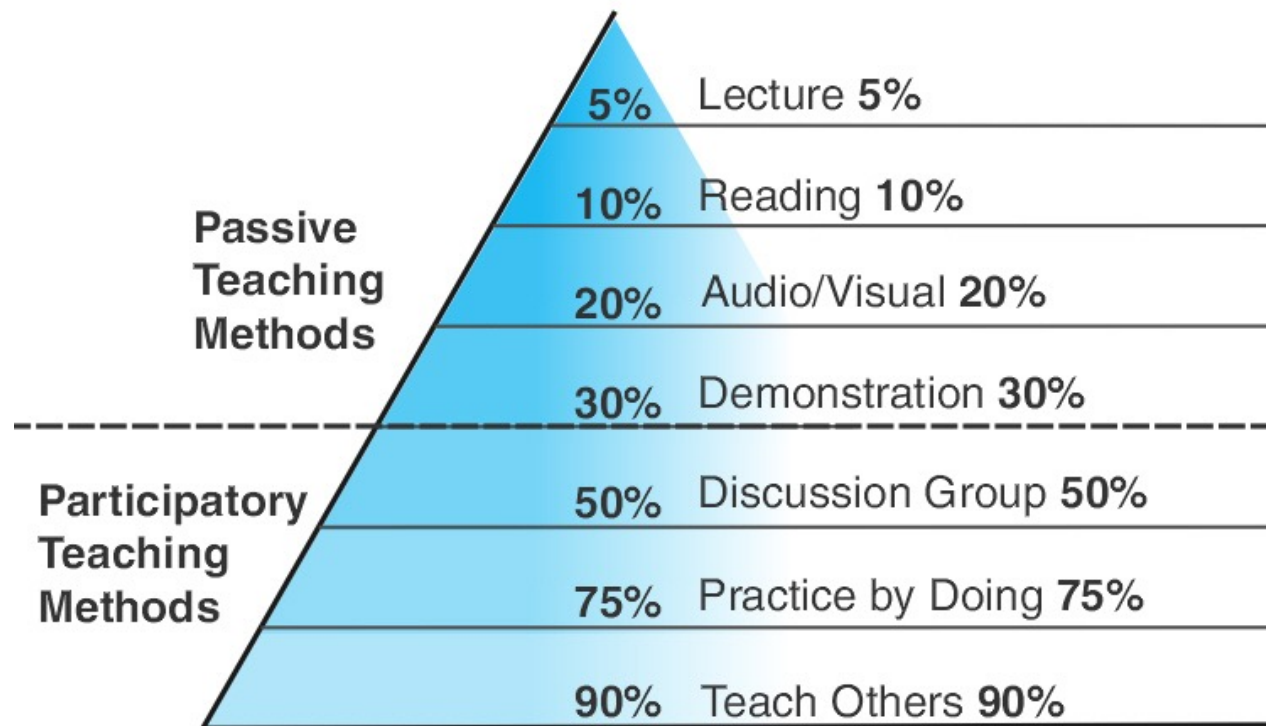 5% Lecture 5%
10% Reading 10%
Passive
Teaching
Methods
20% Audio/Visual 20%
30% Demonstration 30%
Participatory
Teaching
Methods
50% Discussion Group 50%
75% Practice by Doing 75%
90% Teach Others 90%